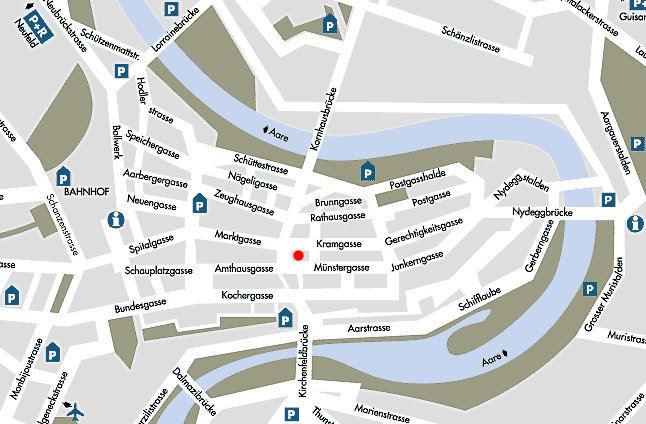 P+R
Neufeld
Neubrückstrasse
Schützenmattstr.
Lorrainebrücke
P
P
P
Guisan
Schänzlistrasse
Hodlerstrasse
Bollwerk
Speichergasse
Aarbergergasse
Neuengasse
Schüttestrasse
Nägeligasse
Zeughausgasse
Aare
Kornhausbrücke
Brunngasse
Rathausgasse
Postgasshalde
Postgasse
Nydeggstalden
Nydeggbrücke
Aargauerstalden
P
P
P
P
BAHNHOF
P
P
i
i
Schanzenstrasse
Spitalgasse
Marktgasse
Kramgasse
Gerechtigkeitsgasse
Schauplatzgasse
Amthausgasse
Münstergasse
Junkerngasse
Gerberngasse
Bundesgasse
Kochergasse
Schifflaube
P
P
P
Aarstrasse
Kirchenfeldbrücke
Aare
Grosser Muristalden
Muristrasse
P
Monbijoustrasse
Dalmazibrücke
P
Marienstrasse